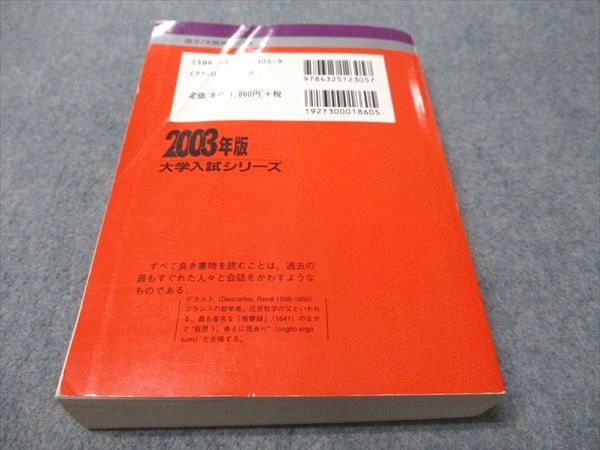 ISBN4-
305-9
9784325123057
定価
1,860円+税
1927300018605
2003年版
大学入試シリーズ
すべて良き書物を読むことは、過去の
最もすぐれた人々と会話をかわすような
ものである。
デカルト（Descartes, René 1596-1650）
フランスの哲学者。近世哲学の父といわれ
る。最も著名な「省察録」（1641）のなか
で"我思う、ゆえに我あり"（cogito,ergo
sum）と主張する。